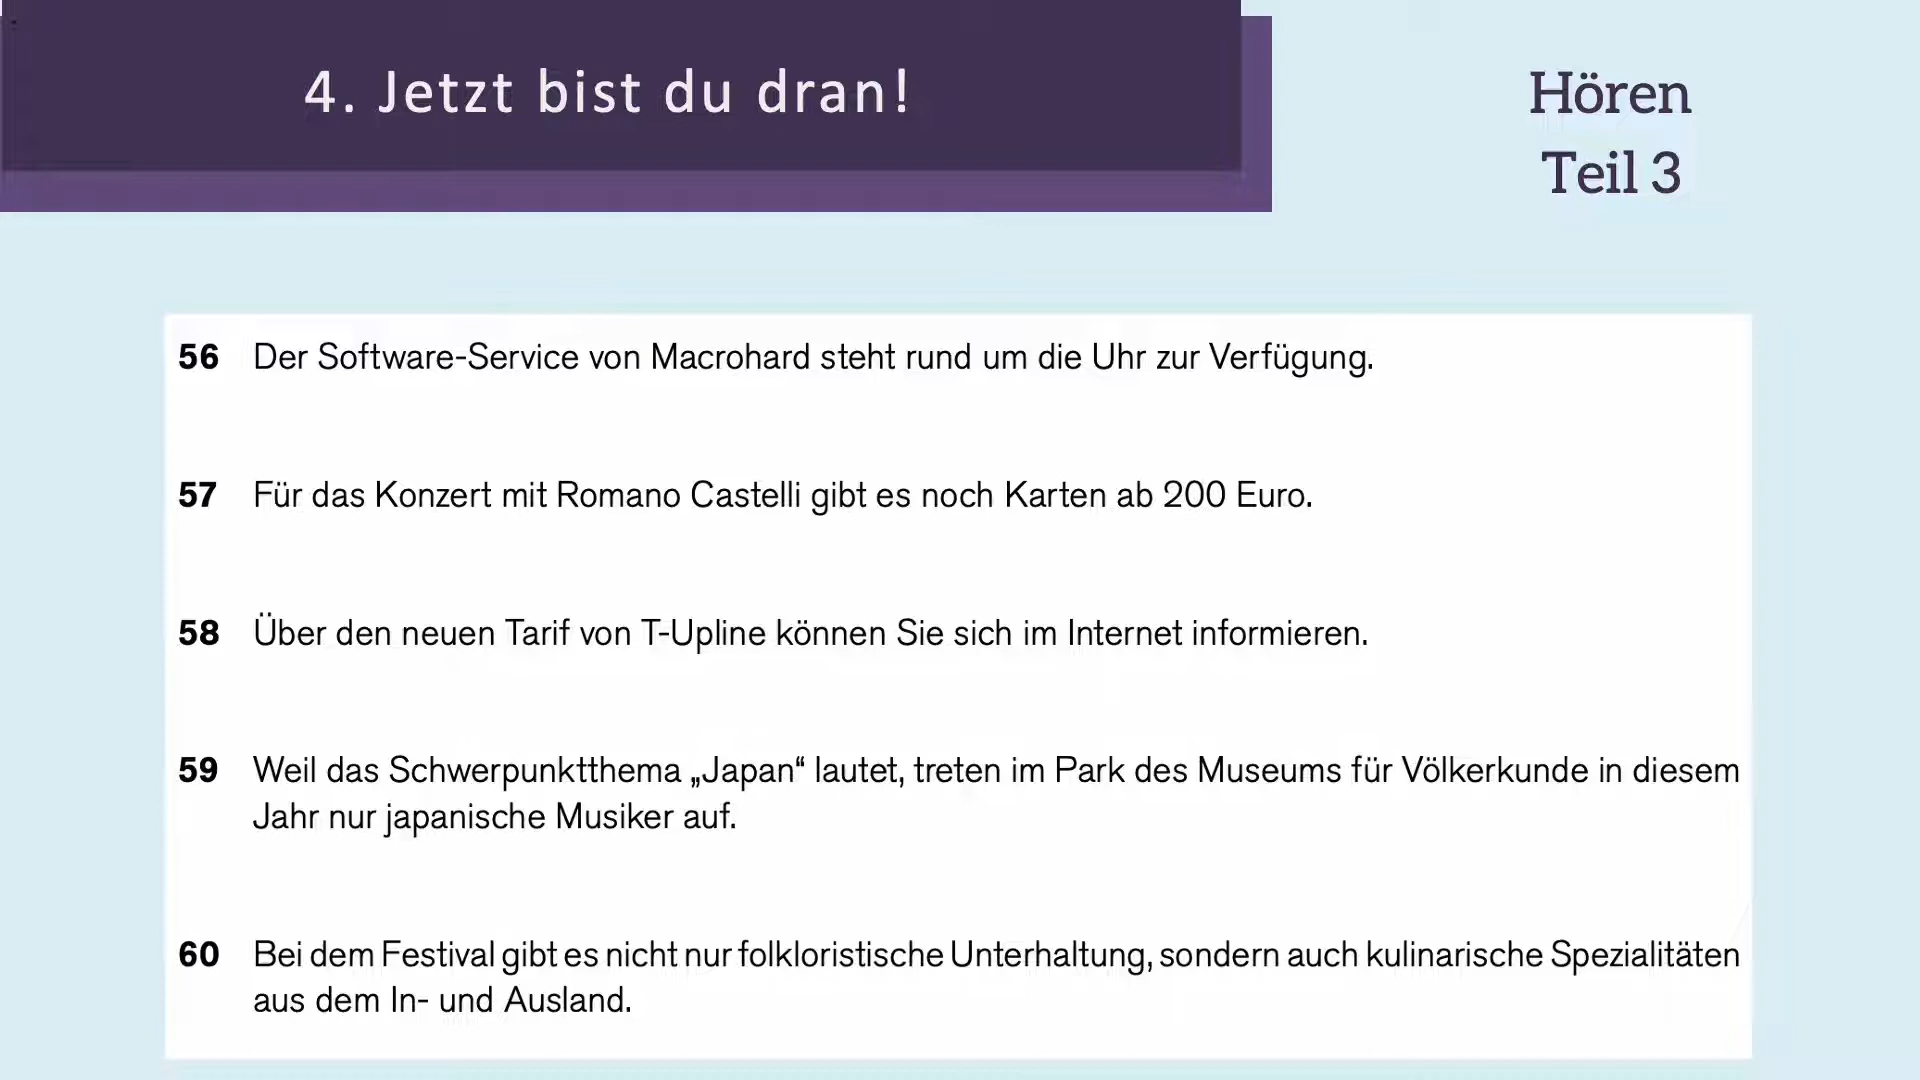 4. Jetzt bist du dran!
Hören
Teil 3
56 Der Software-Service von Macrohard steht rund um die Uhr zur Verfügung.
57 Für das Konzert mit Romano Castelli gibt es noch Karten ab 200 Euro.
58 Über den neuen Tarif von T-Upline können Sie sich im Internet informieren.
59 Weil das Schwerpunktthema „Japan“ lautet, treten im Park des Museums für Völkerkunde in diesem
Jahr nur japanische Musiker auf.
60 Bei dem Festival gibt es nicht nur folkloristische Unterhaltung, sondern auch kulinarische Spezialitäten
aus dem In- und Ausland.